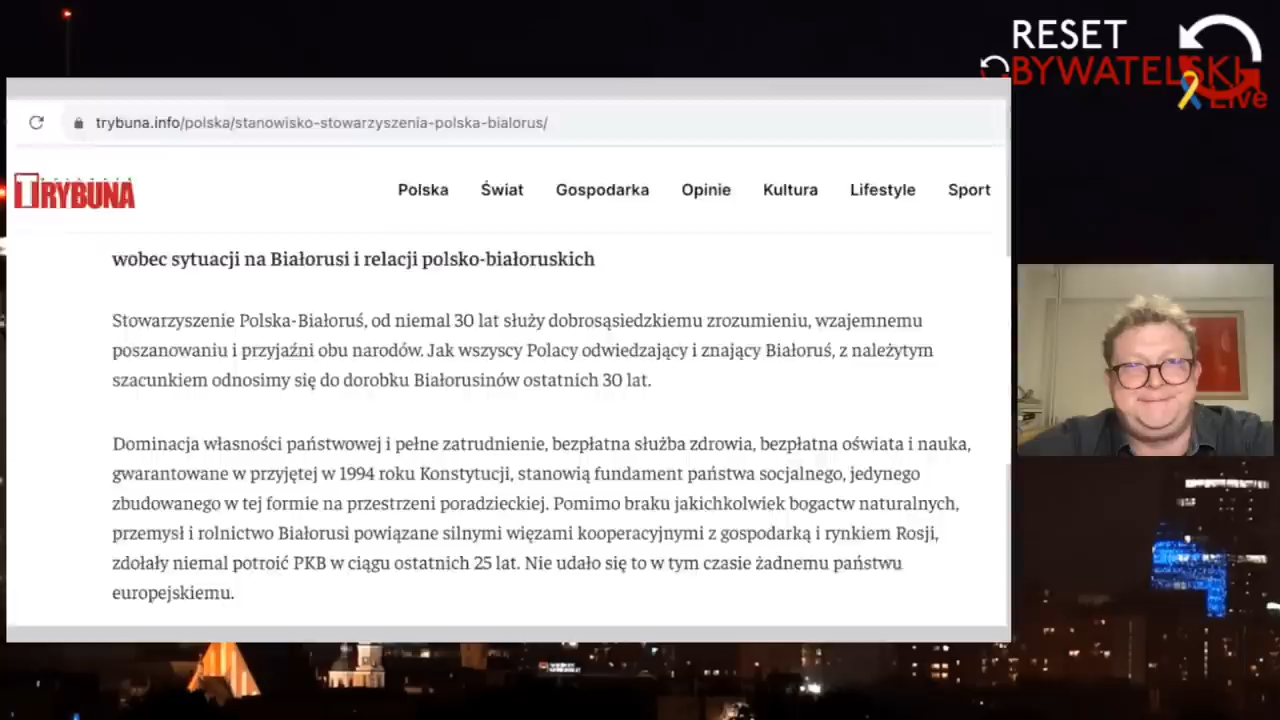 RESET
OBYWATELSKI
Live
trybuna.info/polska/stanowisko-stowarzyszenia-polska-bialorus/
TRYBUNA
Polska Świat Gospodarka Opinie Kultura Lifestyle Sport
wobec sytuacji na Białorusi i relacji polsko-białoruskich
Stowarzyszenie Polska-Białoruś, od niemal 30 lat służy dobrosąsiedzkiemu zrozumieniu, wzajemnemu
poszanowaniu i przyjaźni obu narodów. Jak wszyscy Polacy odwiedzający i znający Białoruś, z należytym
szacunkiem odnosimy się do dorobku Białorusinów ostatnich 30 lat.
Dominacja własności państwowej i pełne zatrudnienie, bezpłatna służba zdrowia, bezpłatna oświata i nauka,
gwarantowane w przyjętej w 1994 roku Konstytucji, stanowią fundament państwa socjalnego, jedynego
zbudowanego w tej formie na przestrzeni poradzieckiej. Pomimo braku jakichkolwiek bogactw naturalnych,
przemysł i rolnictwo Białorusi powiązane silnymi więzami kooperacyjnymi z gospodarką i rynkiem Rosji,
zdołały niemal potroić PKB w ciągu ostatnich 25 lat. Nie udało się to w tym czasie żadnemu państwu
europejskiemu.